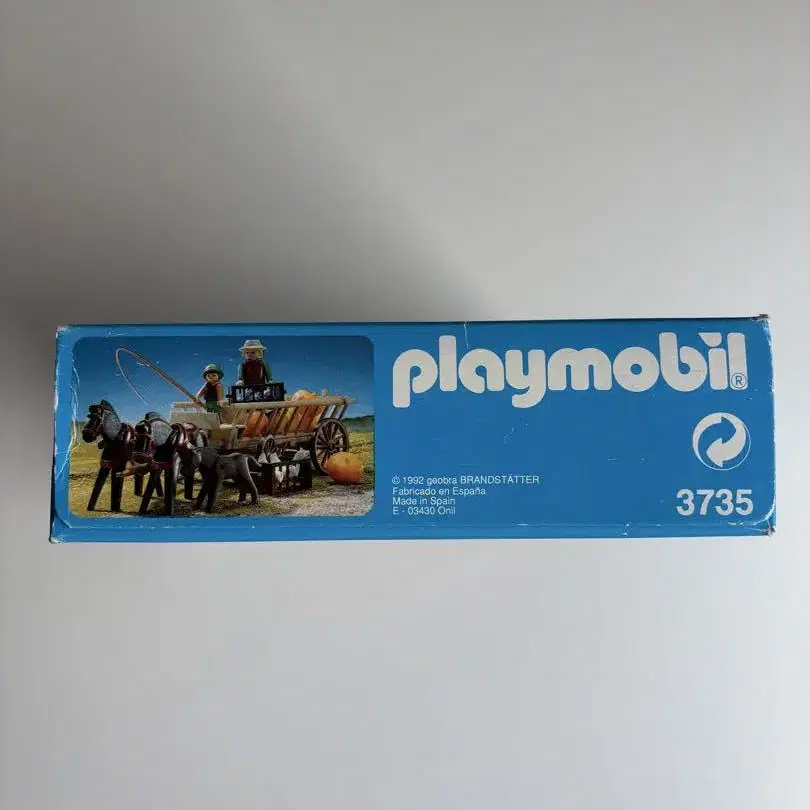 playmobil®
© 1992 geobra BRANDSTÄTTER
Fabricado en España
Made in Spain
E - 03430 Onil
3735